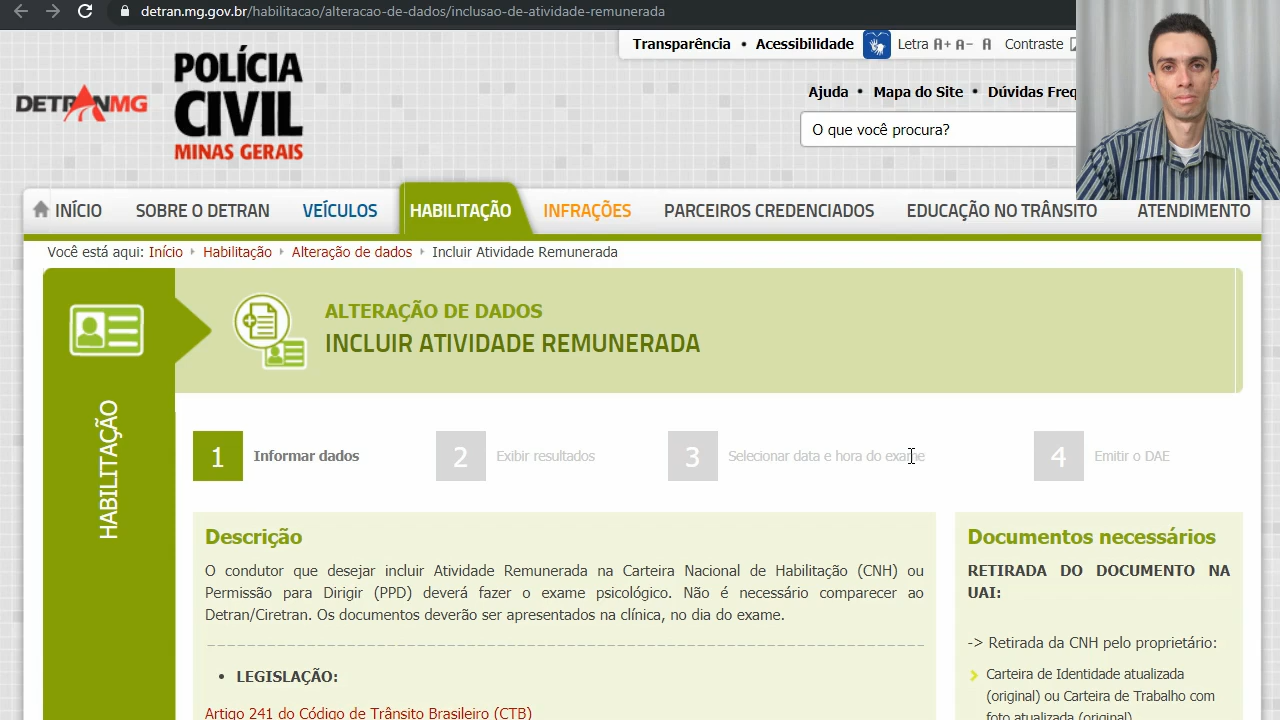 detran.mg.gov.br/habilitacao/alteracao-de-dados/inclusao-de-atividade-remunerada
Transparência • Acessibilidade Letra A+ A- A Contraste
DETRANMG
POLÍCIA
CIVIL
MINAS GERAIS
Ajuda • Mapa do Site • Dúvidas Freq
O que você procura?
INÍCIO SOBRE O DETRAN VEÍCULOS HABILITAÇÃO INFRAÇÕES PARCEIROS CREDENCIADOS EDUCAÇÃO NO TRÂNSITO ATENDIMENTO
Você está aqui: Início Habilitação Alteração de dados Incluir Atividade Remunerada
HABILITAÇÃO
ALTERAÇÃO DE DADOS
INCLUIR ATIVIDADE REMUNERADA
1 Informar dados 2 Exibir resultados 3 Selecionar data e hora do exame 4 Emitir o DAE
Descrição
O condutor que desejar incluir Atividade Remunerada na Carteira Nacional de Habilitação (CNH) ou
Permissão para Dirigir (PPD) deverá fazer o exame psicológico. Não é necessário comparecer ao
Detran/Ciretran. Os documentos deverão ser apresentados na clínica, no dia do exame.
• LEGISLAÇÃO:
Artigo 241 do Código de Trânsito Brasileiro (CTB)
Documentos necessários
RETIRADA DO DOCUMENTO NA
UAI:
-> Retirada da CNH pelo proprietário:
Carteira de Identidade atualizada
(original) ou Carteira de Trabalho com
foto atualizada (original)